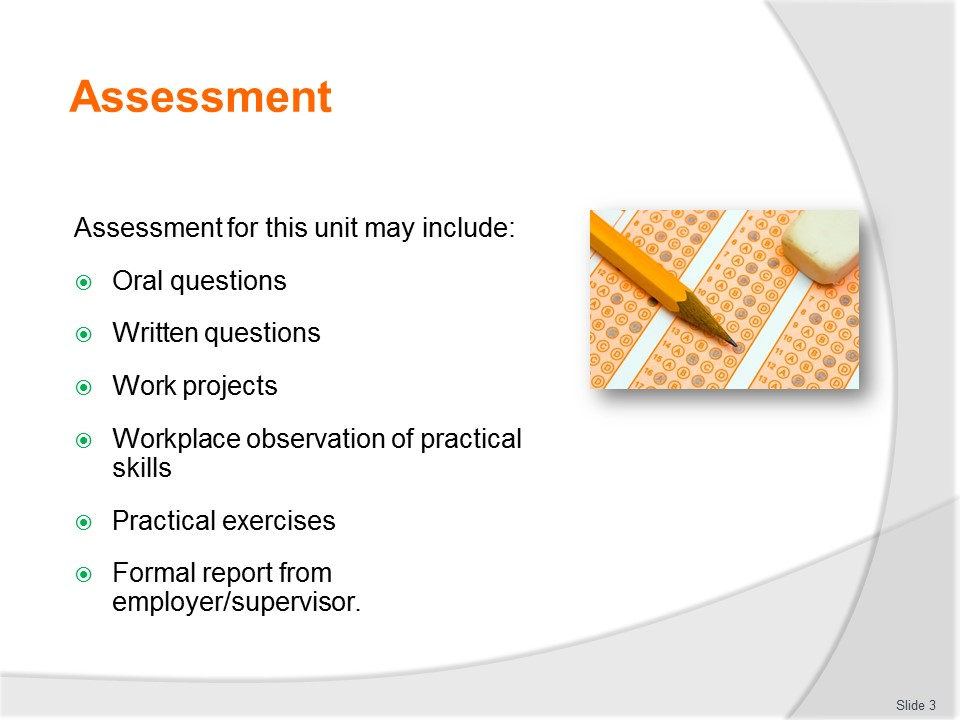 Assessment
Assessment for this unit may include:
Oral questions
Written questions
Work projects
Workplace observation of practical
skills
Practical exercises
Formal report from
employer/supervisor.
Slide 3